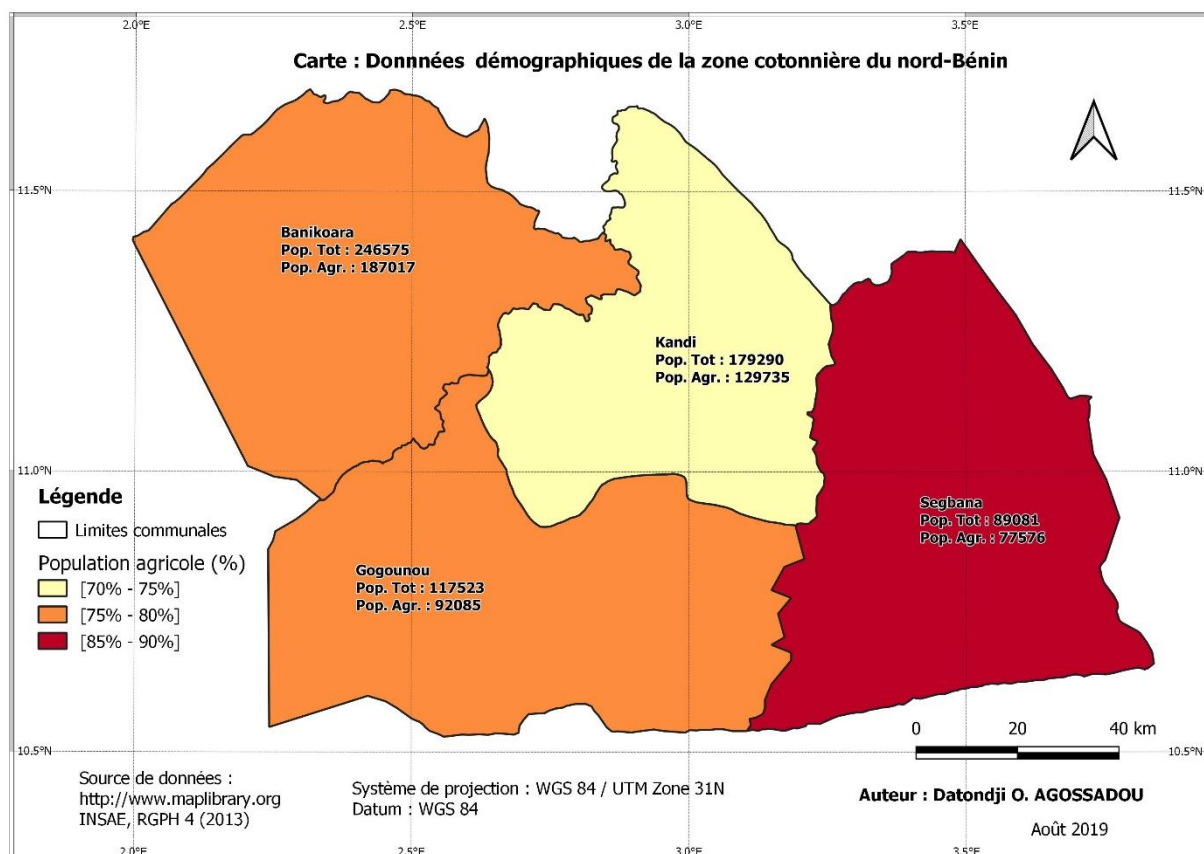 2.0°E 2.5°E 3.0°E 3.5°E
Carte : Donnnées démographiques de la zone cotonnière du nord-Bénin
11.5°N 11.5°N
Banikoara
Pop. Tot : 246575
Pop. Agr. : 187017
Kandi
Pop. Tot : 179290
Pop. Agr. : 129735
11.0°N 11.0°N
Segbana
Pop. Tot : 89081
Pop. Agr. : 77576
Gogounou
Pop. Tot : 117523
Pop. Agr. : 92085
Légende
Limites communales
Population agricole (%)
[70% - 75%]
[75% - 80%]
[85% - 90%]
0 20 40 km
10.5°N 10.5°N
Source de données :
http://www.maplibrary.org
INSAE, RGPH 4 (2013)
Système de projection : WGS 84 / UTM Zone 31N
Datum : WGS 84
Auteur : Datondji O. AGOSSADOU
Août 2019
2.0°E 2.5°E 3.0°E 3.5°E